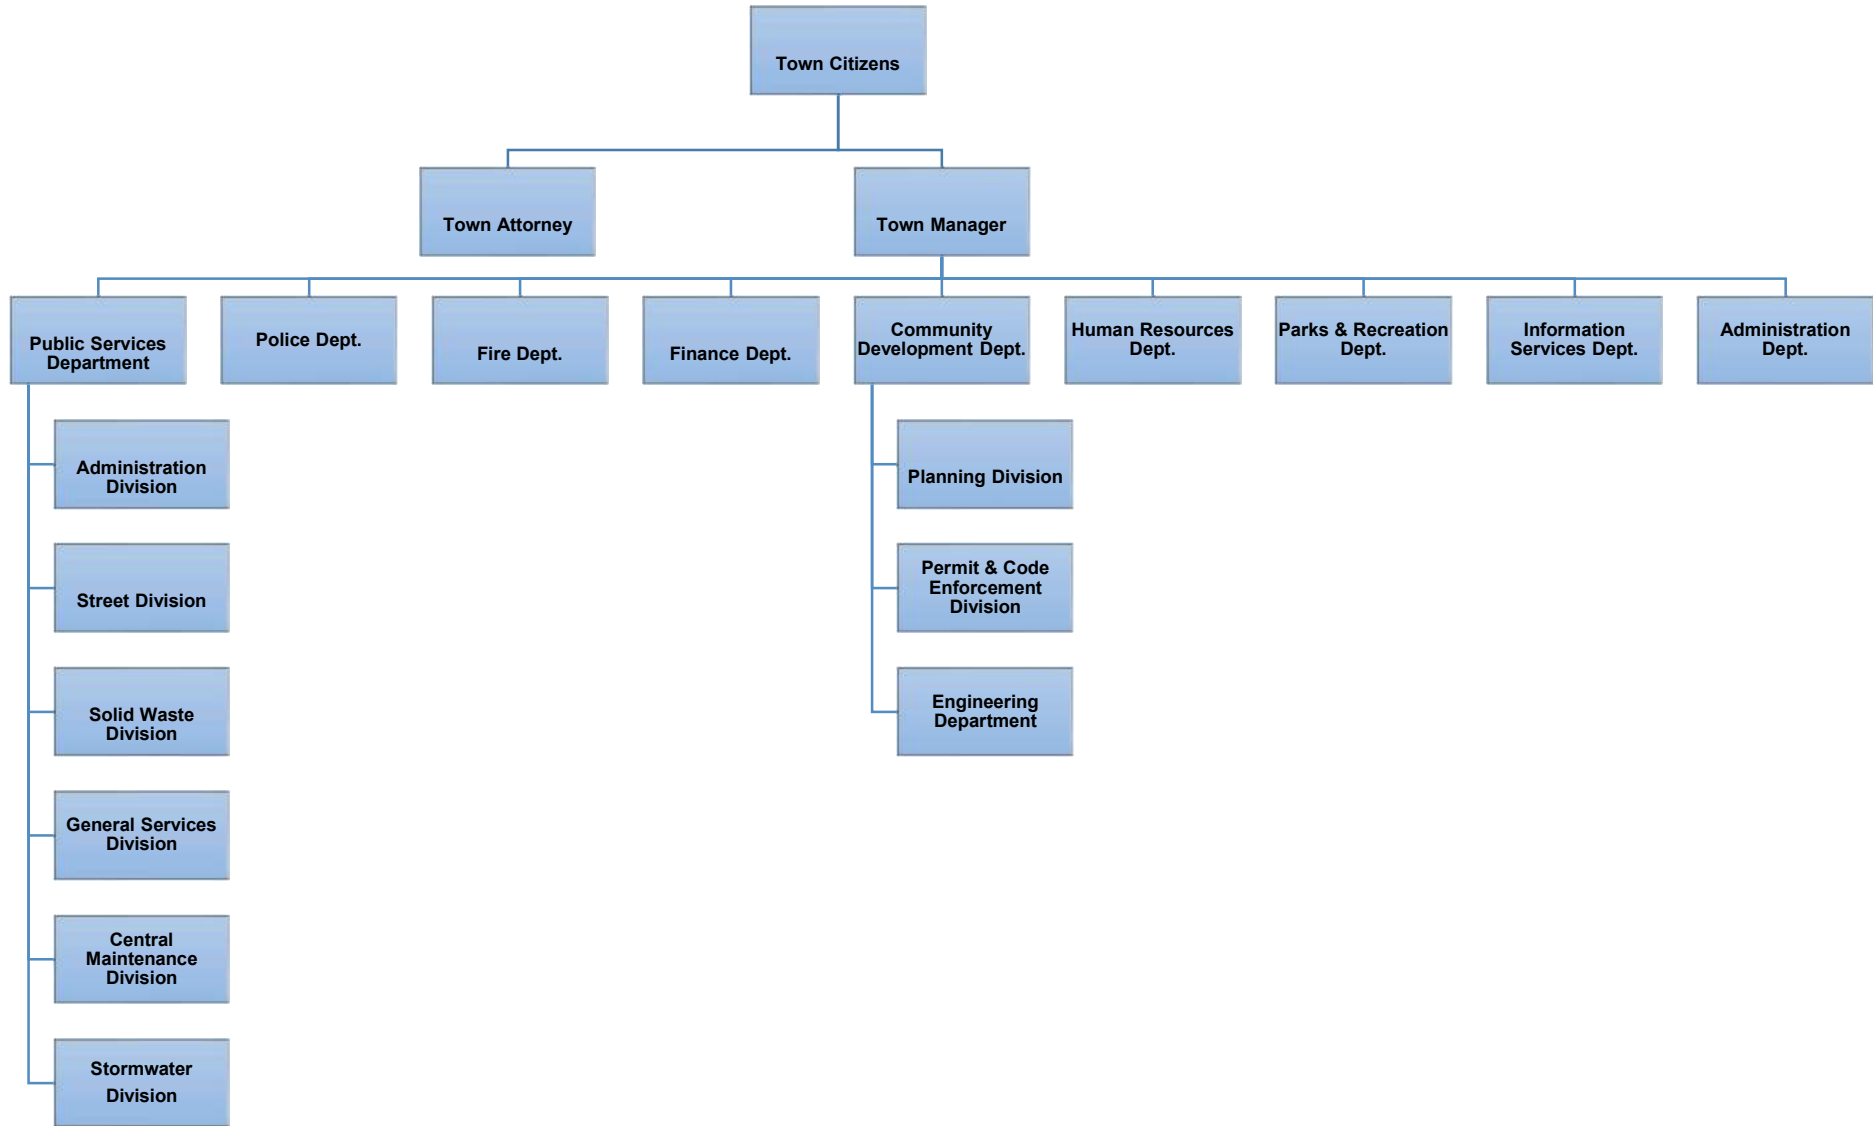 Town Citizens
Town Attorney
Town Manager
Public Services
Department
Police Dept.
Fire Dept.
Finance Dept.
Community
Development Dept.
Human Resources
Dept.
Parks & Recreation
Dept.
Information
Services Dept.
Administration
Dept.
Administration
Division
Street Division
Solid Waste
Division
General Services
Division
Central
Maintenance
Division
Stormwater
Division
Planning Division
Permit & Code
Enforcement
Division
Engineering
Department